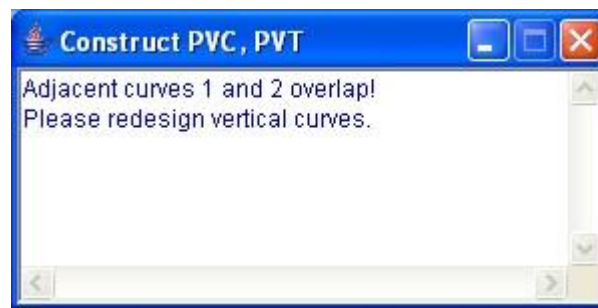 Construct PVC, PVT
Adjacent curves 1 and 2 overlap!
Please redesign vertical curves.